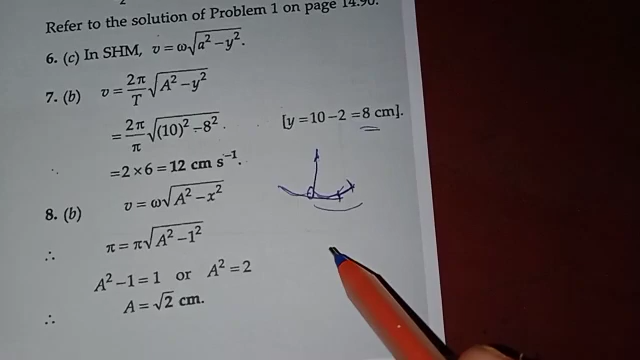 Refer to the solution of Problem 1 on page 14.90.
6. (c) In SHM, v = ω√(a² − y²).
7. (b) v = 2π/T √(A² − y²)
= 2π/π √((10)² − 8²) [y = 10 − 2 = 8 cm].
∴ = 2 × 6 = 12 cm s⁻¹.
8. (b) v = ω√(A² − x²)
∴ π = π√(A² − 1²)
A² − 1 = 1 or A² = 2
∴ A = √2 cm.